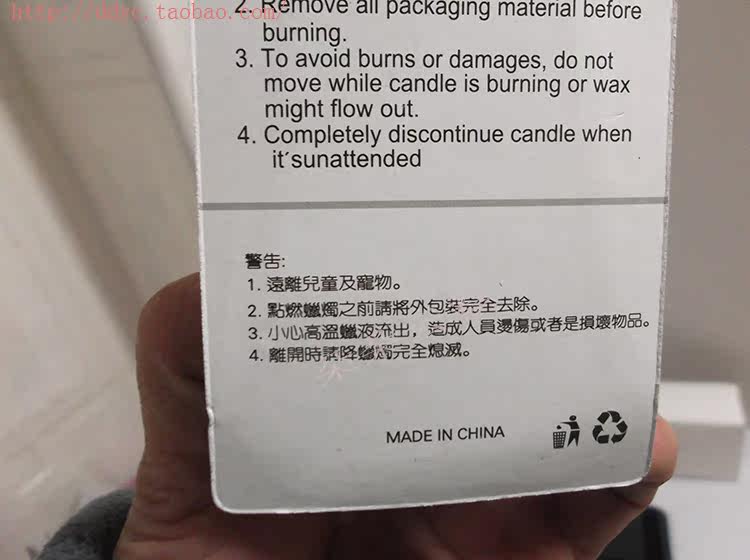 http://ddrc.taobao.com/
2. Remove all packaging material before
burning.
3. To avoid burns or damages, do not
move while candle is burning or wax
might flow out.
4. Completely discontinue candle when
it´sunattended
警告:
1. 遠離兒童及寵物。
2. 點燃蠟燭之前請將外包裝完全去除。
3. 小心高溫蠟液流出，造成人員燙傷或者是損壞物品。
4. 離開時請降蠟燭完全熄滅。
MADE IN CHINA